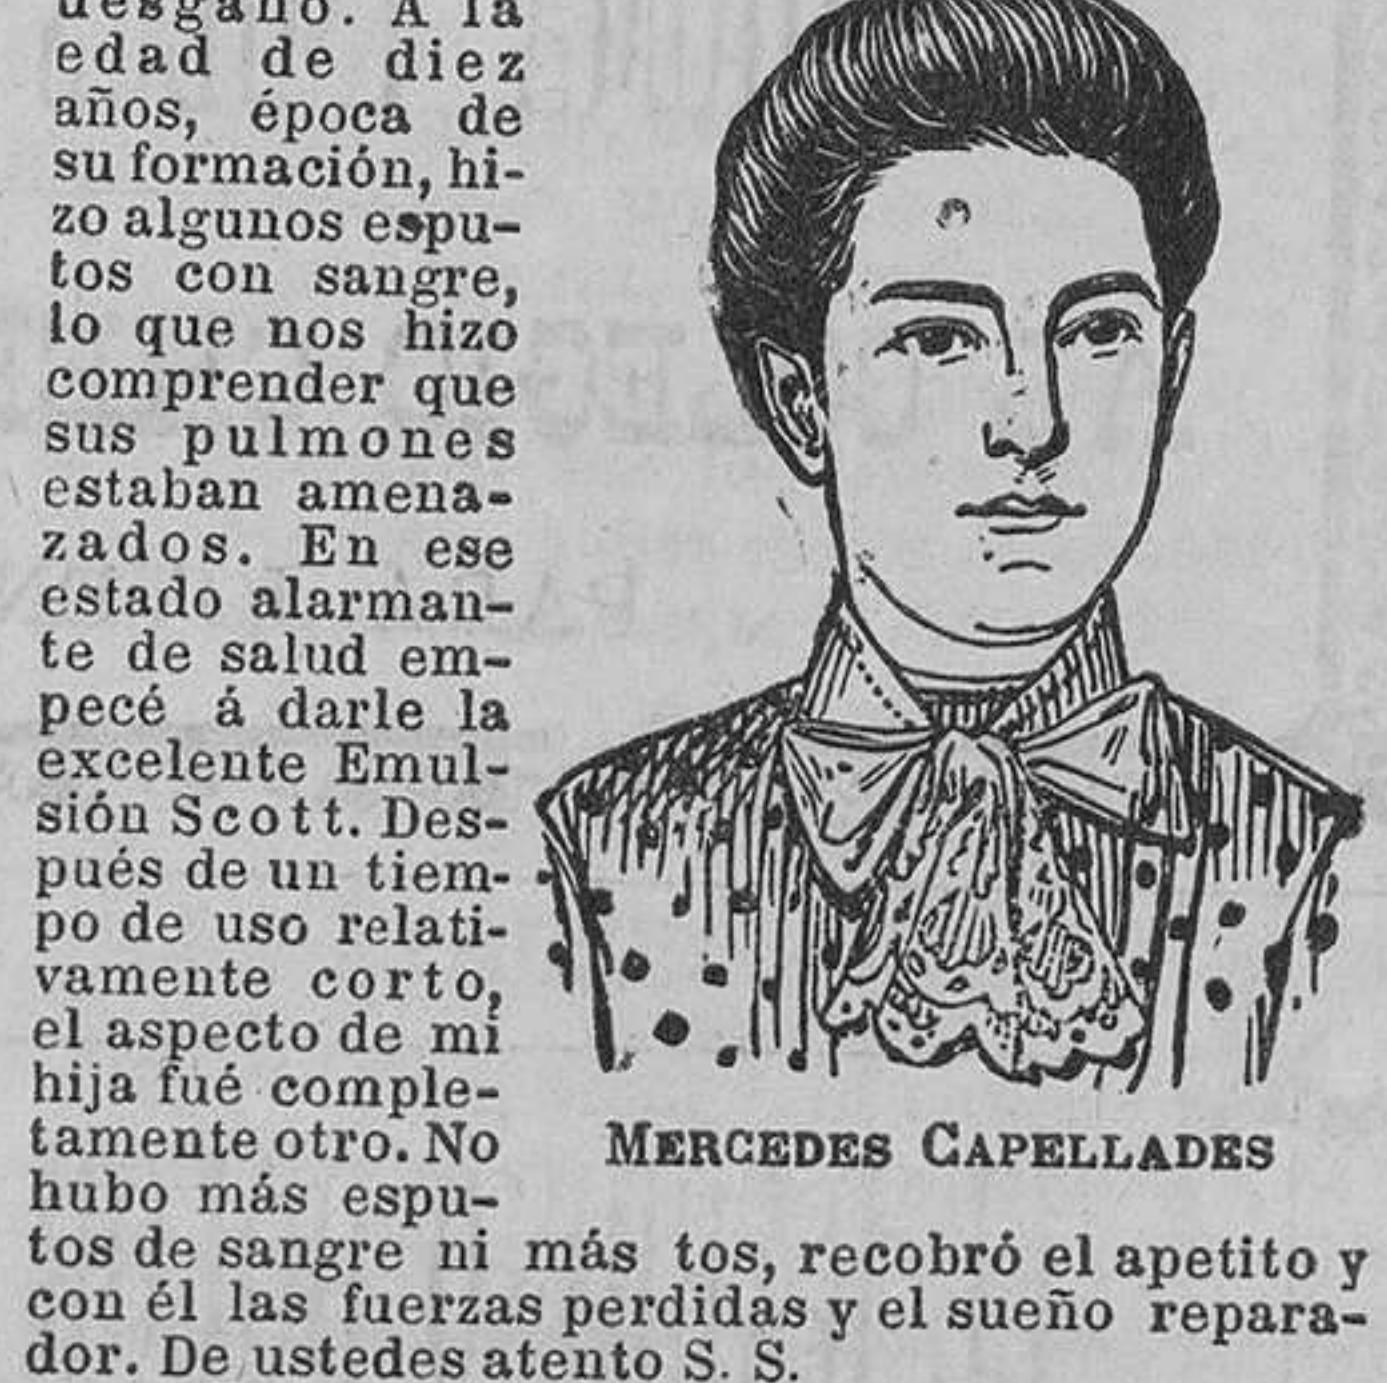 desgano. A la
edad de diez
años, época de
su formación, hi-
zo algunos espu-
tos con sangre,
lo que nos hizo
comprender que
sus pulmones
estaban amena-
zados. En ese
estado alarman-
te de salud em-
pecé á darle la
excelente Emul-
sión Scott. Des-
pués de un tiem-
po de uso relati-
vamente corto,
el aspecto de mi
hija fué comple-
tamente otro. No
hubo más espu-
MERCEDES CAPELLADES
tos de sangre ni más tos, recobró el apetito y
con él las fuerzas perdidas y el sueño repara-
dor. De ustedes atento S. S.